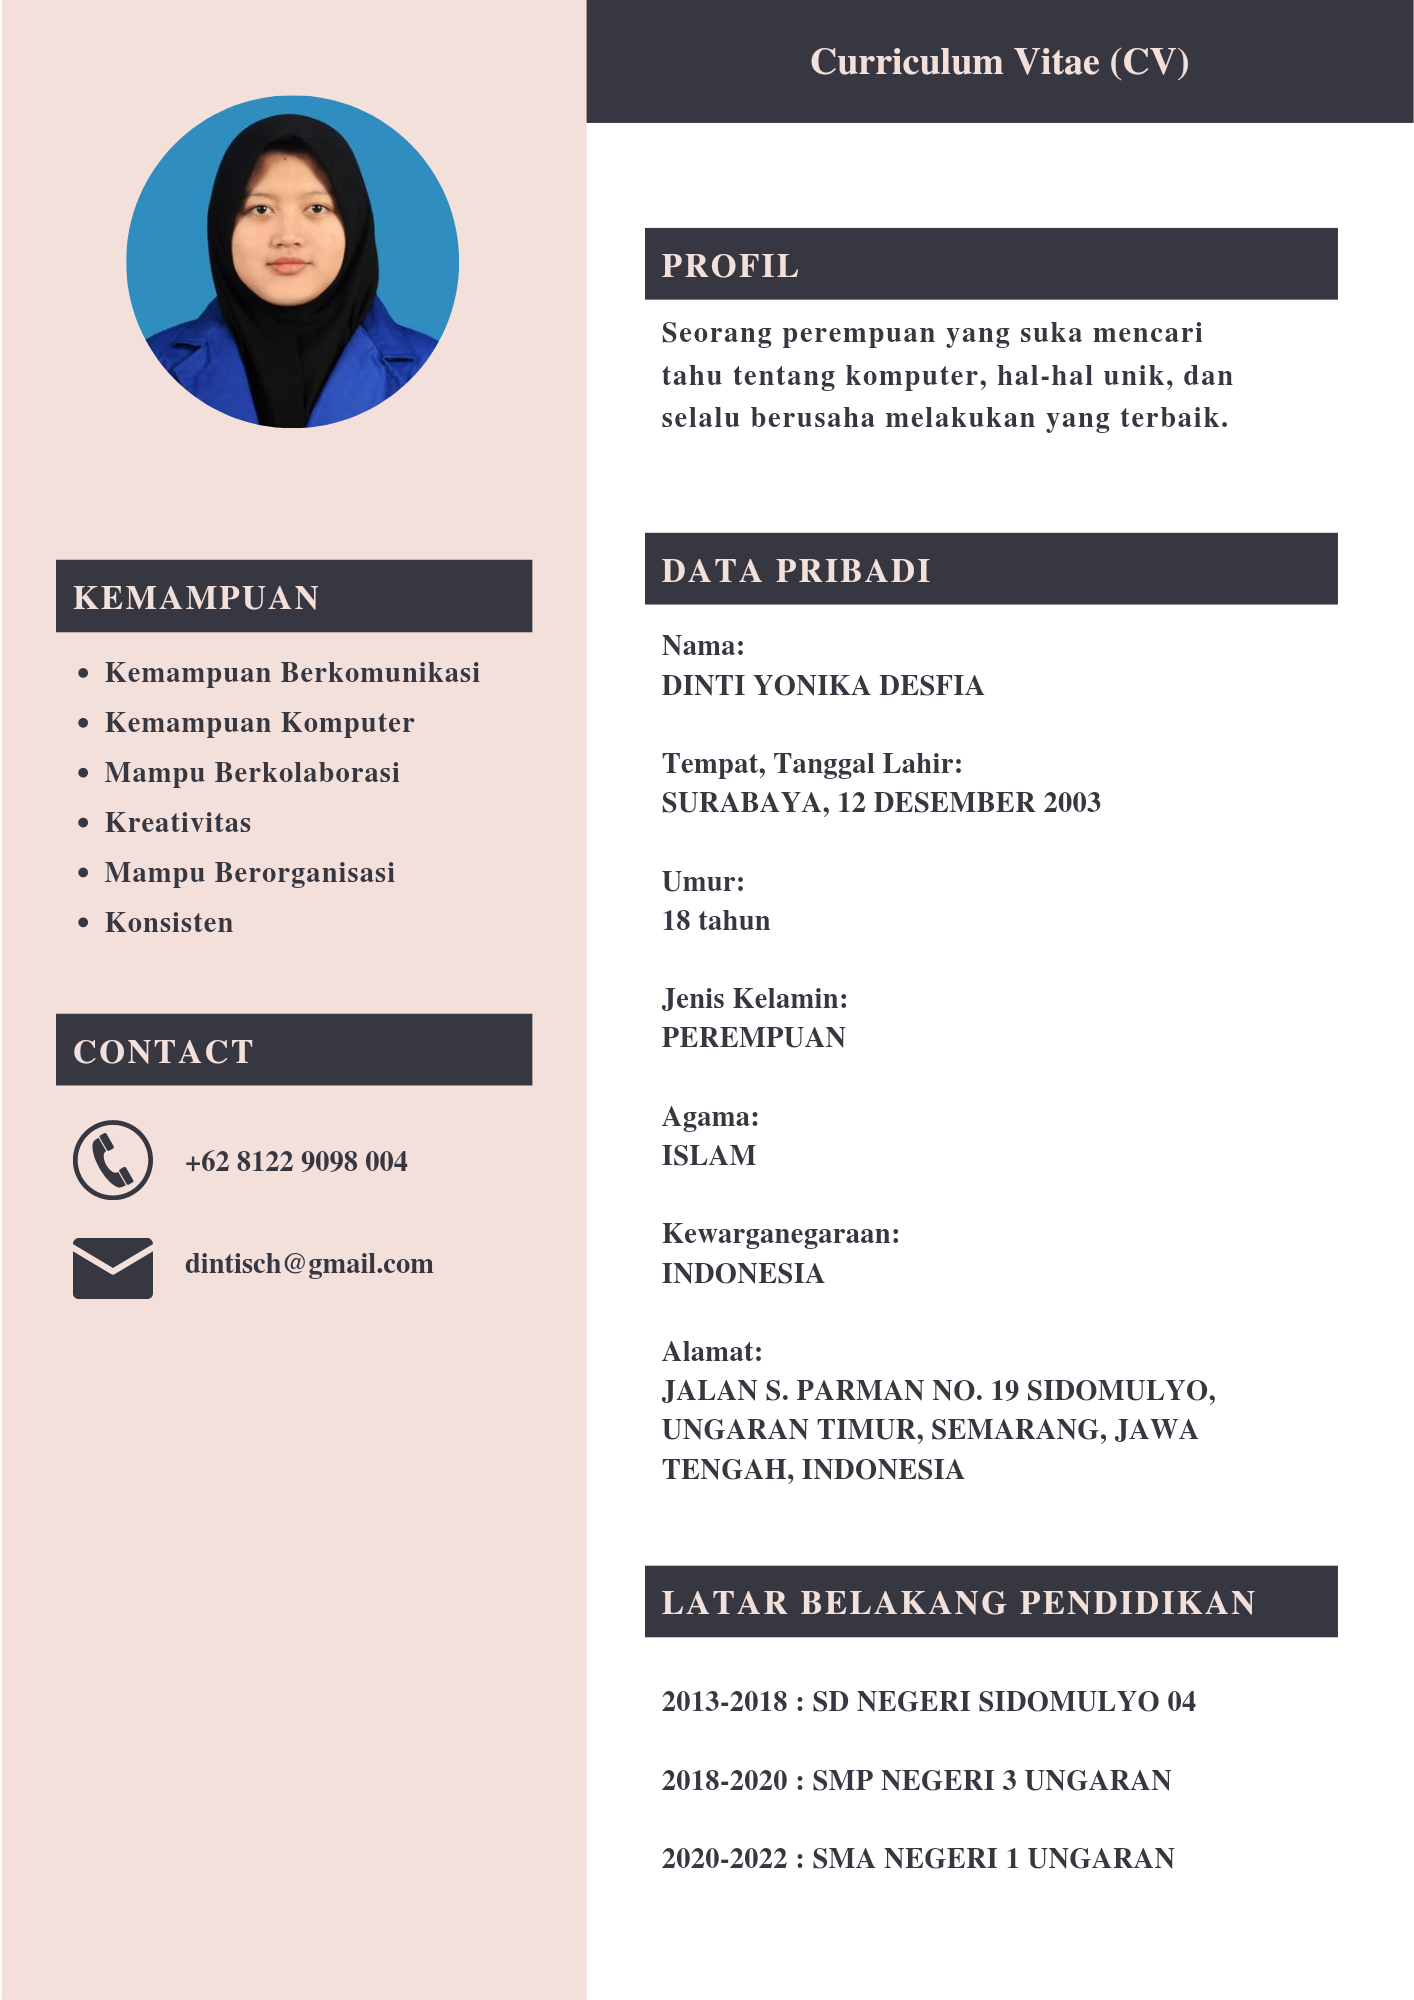 Curriculum Vitae (CV)
KEMAMPUAN
• Kemampuan Berkomunikasi
• Kemampuan Komputer
• Mampu Berkolaborasi
• Kreativitas
• Mampu Berorganisasi
• Konsisten
CONTACT
+62 8122 9098 004
dintisch@gmail.com
PROFIL
Seorang perempuan yang suka mencari
tahu tentang komputer, hal-hal unik, dan
selalu berusaha melakukan yang terbaik.
DATA PRIBADI
Nama:
DINTI YONIKA DESFIA
Tempat, Tanggal Lahir:
SURABAYA, 12 DESEMBER 2003
Umur:
18 tahun
Jenis Kelamin:
PEREMPUAN
Agama:
ISLAM
Kewarganegaraan:
INDONESIA
Alamat:
JALAN S. PARMAN NO. 19 SIDOMULYO,
UNGARAN TIMUR, SEMARANG, JAWA
TENGAH, INDONESIA
LATAR BELAKANG PENDIDIKAN
2013-2018 : SD NEGERI SIDOMULYO 04
2018-2020 : SMP NEGERI 3 UNGARAN
2020-2022 : SMA NEGERI 1 UNGARAN